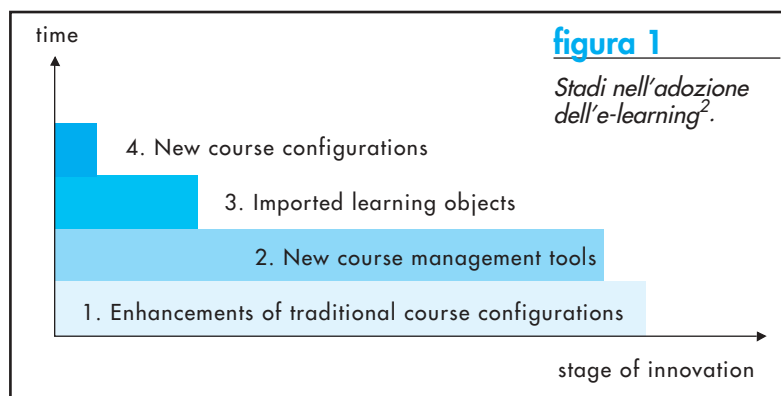 time
figura 1
Stadi nell'adozione
dell'e-learning2.
4. New course configurations
3. Imported learning objects
2. New course management tools
1. Enhancements of traditional course configurations
stage of innovation